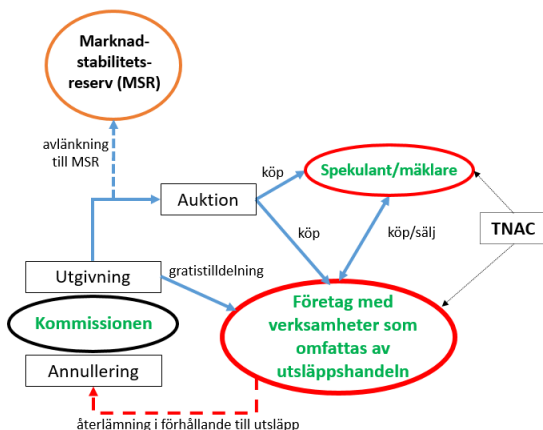 Marknad-
stabilitets-
reserv (MSR)
avlänkning
till MSR
köp
Spekulant/mäklare
Auktion
köp
köp/sälj
TNAC
Utgivning
gratistilldelning
Kommissionen
Företag med
verksamheter som
omfattas av
utsläppshandeln
Annullering
återlämning i förhållande till utsläpp